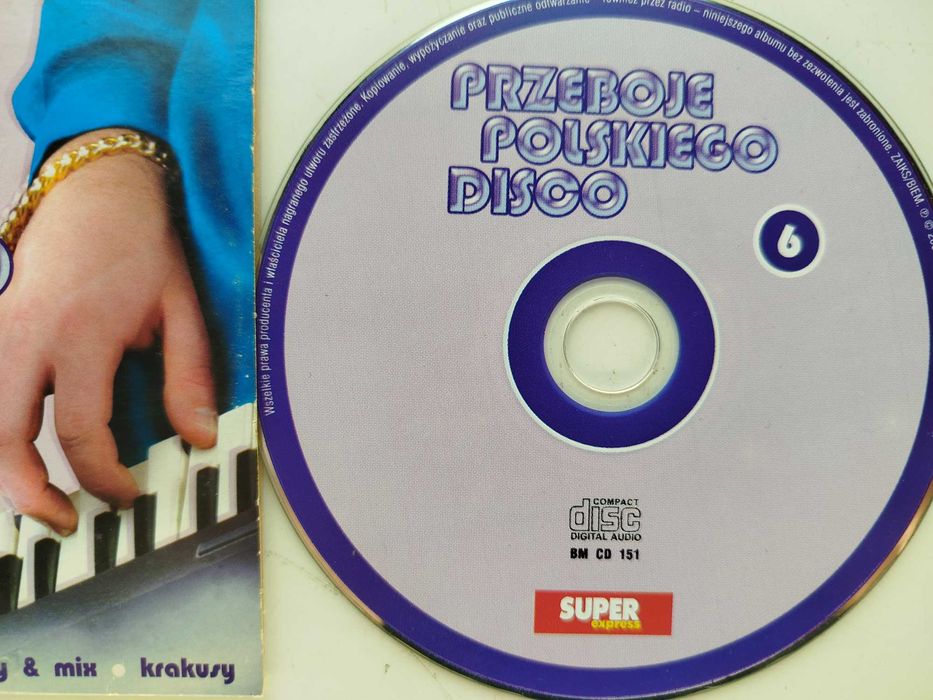 Wszelkie prawa producenta i właściciela nagranego utworu zastrzeżone. Kopiowanie, wypożyczanie oraz publiczne odtwarzanie - również przez radio - niniejszego albumu bez zezwolenia jest zabronione. ZAIKS/BIEM. ℗ ©
PRZEBOJE
POLSKIEGO
DISCO
6
COMPACT
disc
DIGITAL AUDIO
BM CD 151
SUPER
express
& mix • krakusy